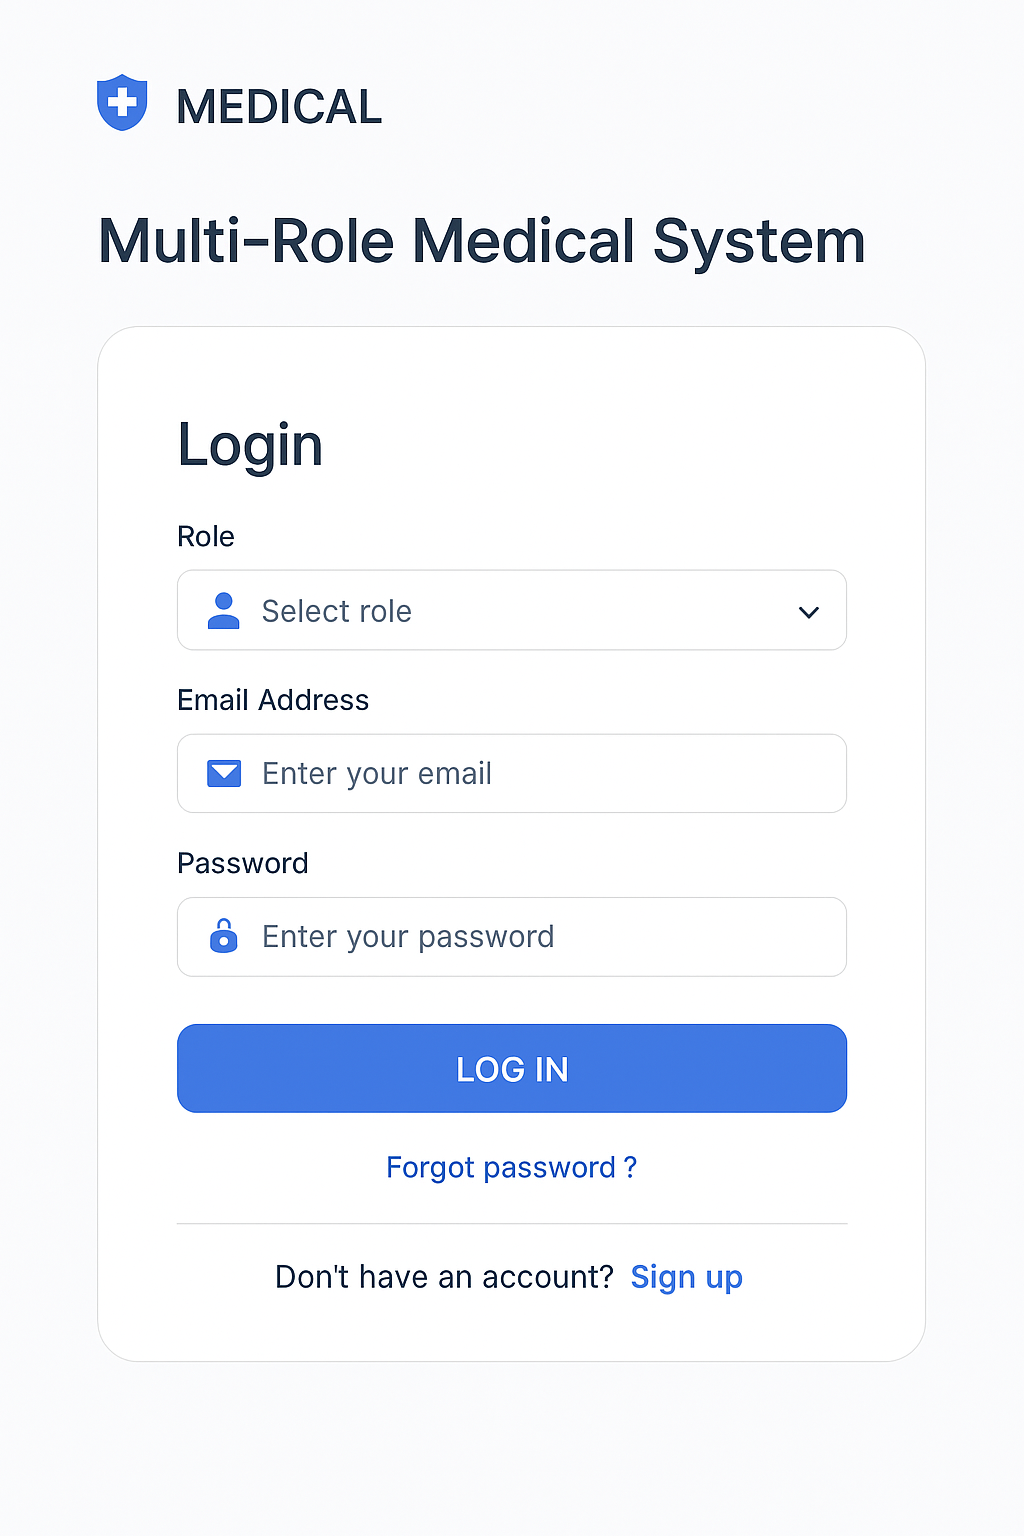 MEDICAL
Multi-Role Medical System
Login
Role
Select role
Email Address
Enter your email
Password
Enter your password
LOG IN
Forgot password ?
Don't have an account? Sign up